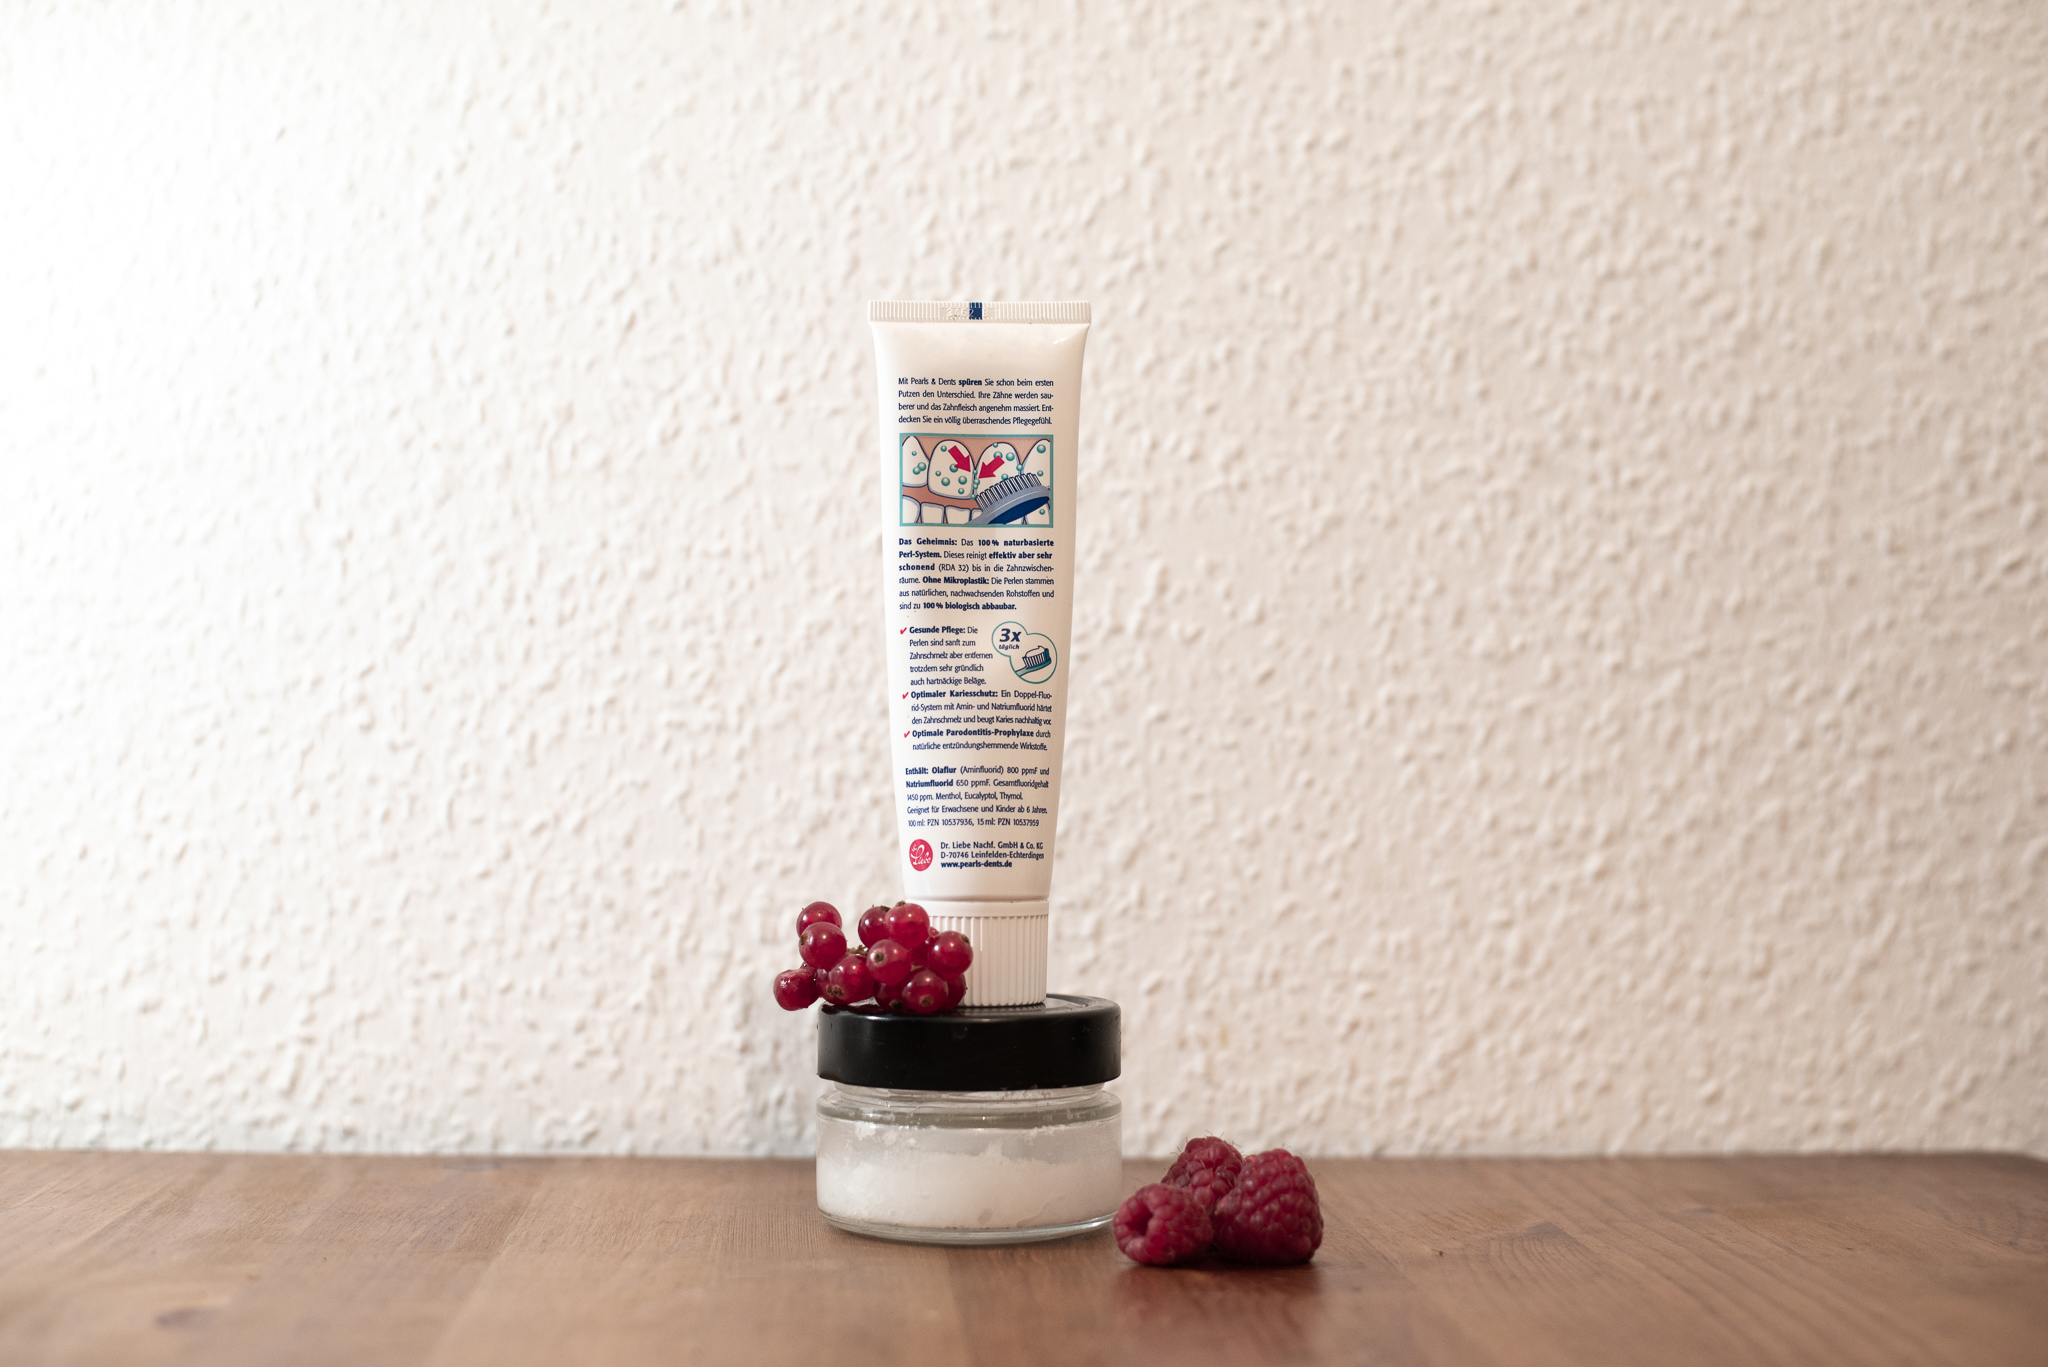 Mit Pearls & Dents spüren Sie schon beim ersten
Putzen den Unterschied. Ihre Zähne werden sau-
berer und das Zahnfleisch angenehm massiert. Ent-
decken Sie ein völlig überraschendes Pflegegefühl.
Das Geheimnis: Das 100% naturbasierte
Perl-System. Dieses reinigt effektiv aber sehr
schonend (RDA 32) bis in die Zahnzwischen-
räume. Ohne Mikroplastik: Die Perlen stammen
aus natürlichen, nachwachsenden Rohstoffen und
sind zu 100% biologisch abbaubar.
✔ Gesunde Pflege: Die
Perlen sind sanft zum
Zahnschmelz aber entfernen
trotzdem sehr gründlich
auch hartnäckige Beläge.
3x
täglich
✔ Optimaler Kariesschutz: Ein Doppel-Fluo-
rid-System mit Amin- und Natriumfluorid härtet
den Zahnschmelz und beugt Karies nachhaltig vor.
✔ Optimale Parodontitis-Prophylaxe durch
natürliche entzündungshemmende Wirkstoffe.
Enthält: Olaflur (Aminfluorid) 800 ppmF und
Natriumfluorid 650 ppmF. Gesamtfluoridgehalt
1450 ppm. Menthol, Eucalyptol, Thymol.
Geeignet für Erwachsene und Kinder ab 6 Jahren.
100 ml: PZN 10537936, 15 ml: PZN 10537959
Dr. Liebe
Dr. Liebe Nachf. GmbH & Co. KG
D-70746 Leinfelden-Echterdingen
www.pearls-dents.de